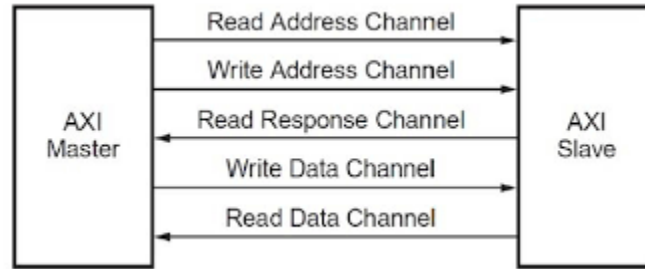 Read Address Channel
Write Address Channel
AXI
Master
Read Response Channel
AXI
Slave
Write Data Channel
Read Data Channel